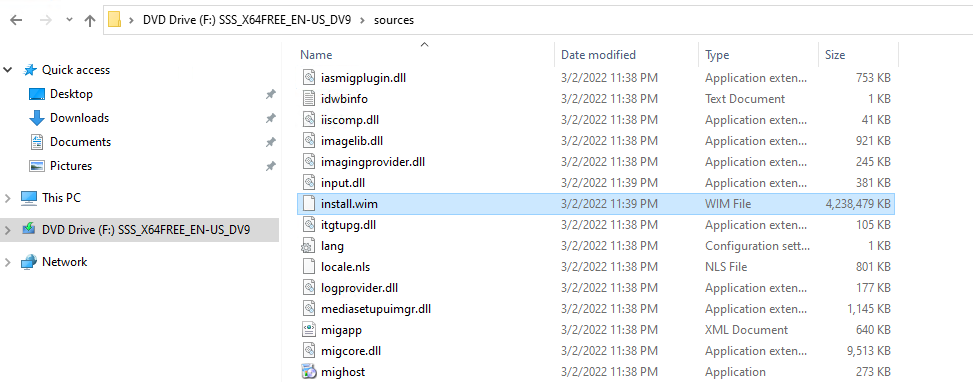 DVD Drive (F:) SSS_X64FREE_EN-US_DV9 sources
Name Date modified Type Size
Quick access
Desktop
Downloads
Documents
Pictures
This PC
DVD Drive (F:) SSS_X64FREE_EN-US_DV9
Network
iasmigplugin.dll 3/2/2022 11:38 PM Application exten... 753 KB
idwbinfo 3/2/2022 11:38 PM Text Document 1 KB
iiscomp.dll 3/2/2022 11:38 PM Application exten... 41 KB
imagelib.dll 3/2/2022 11:38 PM Application exten... 921 KB
imagingprovider.dll 3/2/2022 11:38 PM Application exten... 245 KB
input.dll 3/2/2022 11:39 PM Application exten... 381 KB
install.wim 3/2/2022 11:39 PM WIM File 4,238,479 KB
itgtupg.dll 3/2/2022 11:38 PM Application exten... 105 KB
lang 3/2/2022 11:38 PM Configuration sett... 1 KB
locale.nls 3/2/2022 11:38 PM NLS File 801 KB
logprovider.dll 3/2/2022 11:38 PM Application exten... 177 KB
mediasetupuimgr.dll 3/2/2022 11:38 PM Application exten... 1,145 KB
migapp 3/2/2022 11:38 PM XML Document 640 KB
migcore.dll 3/2/2022 11:38 PM Application exten... 9,513 KB
mighost 3/2/2022 11:38 PM Application 273 KB